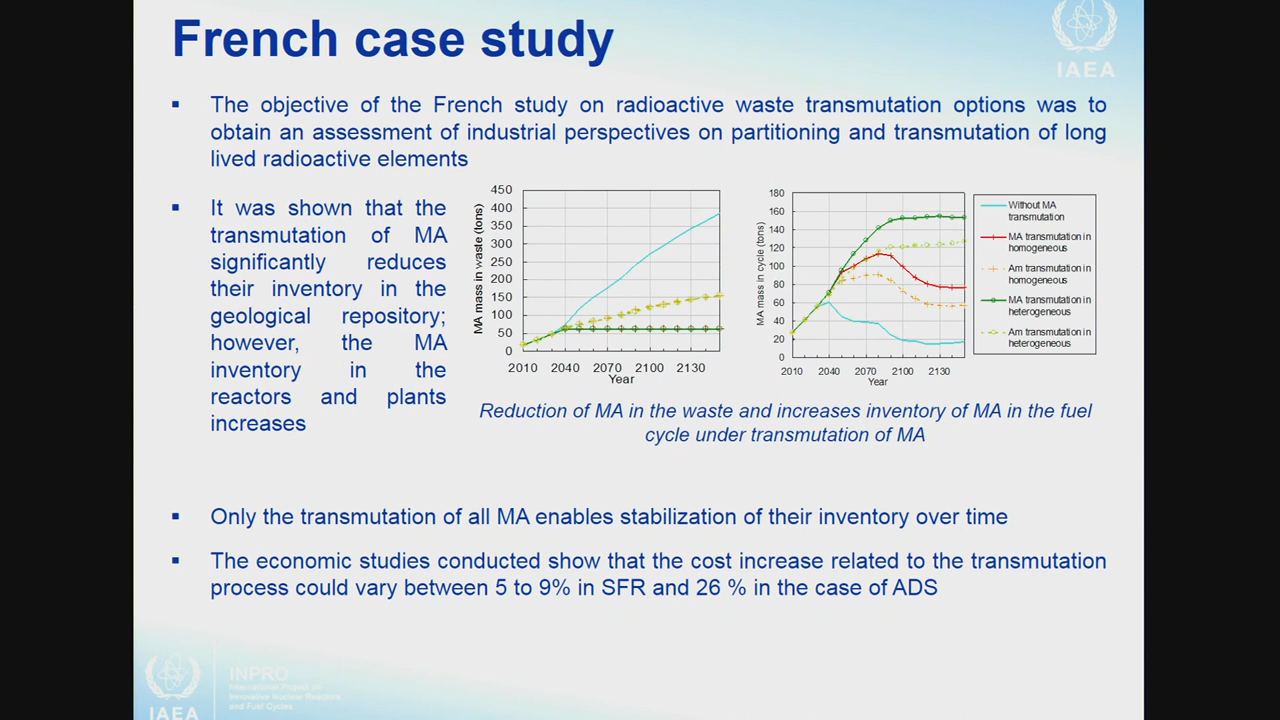 French case study
IAEA
▪ The objective of the French study on radioactive waste transmutation options was to
obtain an assessment of industrial perspectives on partitioning and transmutation of long
lived radioactive elements
▪ It was shown that the
transmutation of MA
significantly reduces
their inventory in the
geological repository;
however, the MA
inventory in the
reactors and plants
increases
MA mass in waste (tons)
450
400
350
300
250
200
150
100
50
0
2010 2040 2070 2100 2130
Year
MA mass in cycle (tons)
180
160
140
120
100
80
60
40
20
0
2010 2040 2070 2100 2130
Year
Without MA
transmutation
MA transmutation in
homogeneous
Am transmutation in
homogeneous
MA transmutation in
heterogeneous
Am transmutation in
heterogeneous
Reduction of MA in the waste and increases inventory of MA in the fuel
cycle under transmutation of MA
▪ Only the transmutation of all MA enables stabilization of their inventory over time
▪ The economic studies conducted show that the cost increase related to the transmutation
process could vary between 5 to 9% in SFR and 26 % in the case of ADS
IAEA
INPRO
International Project on
Innovative Nuclear Reactors
and Fuel Cycles